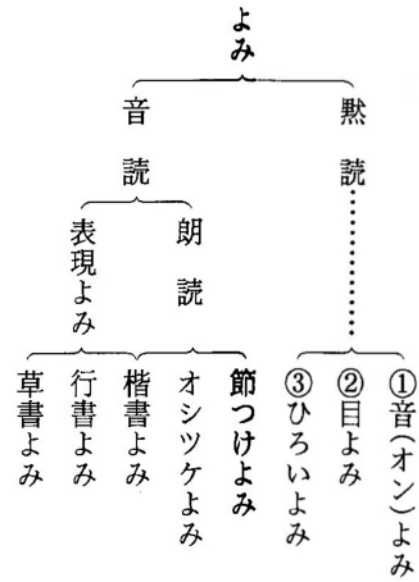 よみ
黙読
①音(オン)よみ
②目よみ
③ひろいよみ
音読
朗読
節つけよみ
オシツケよみ
楷書よみ
表現よみ
行書よみ
草書よみ